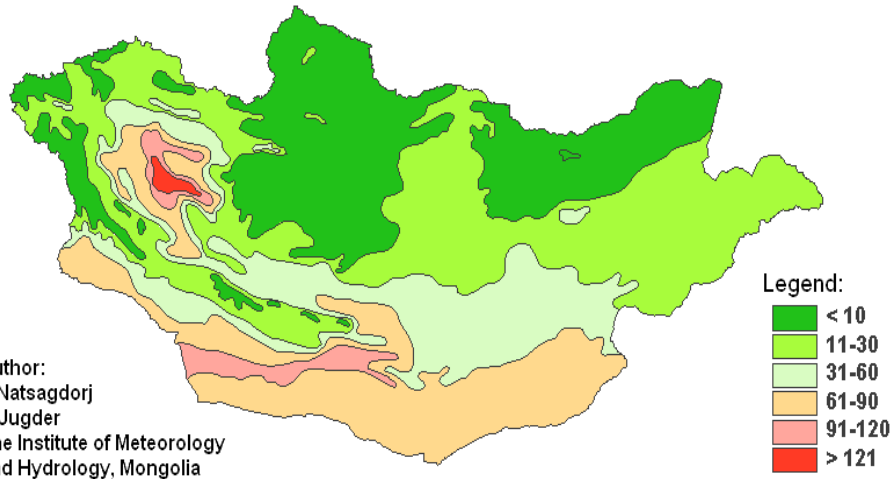 Legend:
< 10
11-30
31-60
61-90
91-120
> 121
uthor:
Natsagdorj
Jugder
e Institute of Meteorology
d Hydrology, Mongolia